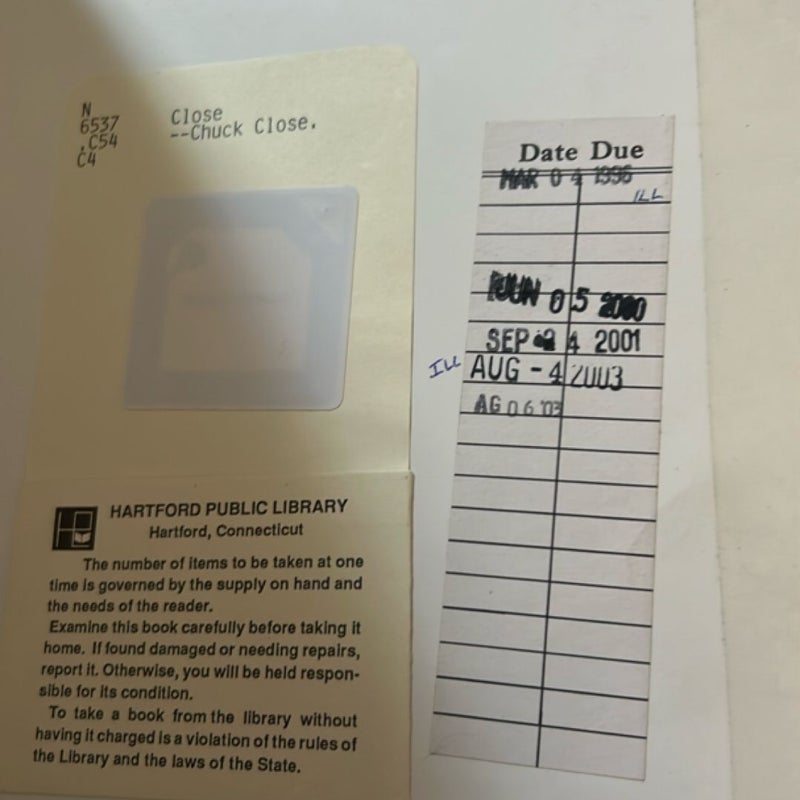 N
6537
.C54
C4
Close
--Chuck Close.
HARTFORD PUBLIC LIBRARY
Hartford, Connecticut
The number of items to be taken at one
time is governed by the supply on hand and
the needs of the reader.
Examine this book carefully before taking it
home. If found damaged or needing repairs,
report it. Otherwise, you will be held respon-
sible for its condition.
To take a book from the library without
having it charged is a violation of the rules of
the Library and the laws of the State.
Date Due
MAR 04 1996
ILL
JUN 05 2000
SEP 4 2001
ILL AUG - 4 2003
AG 06 '03